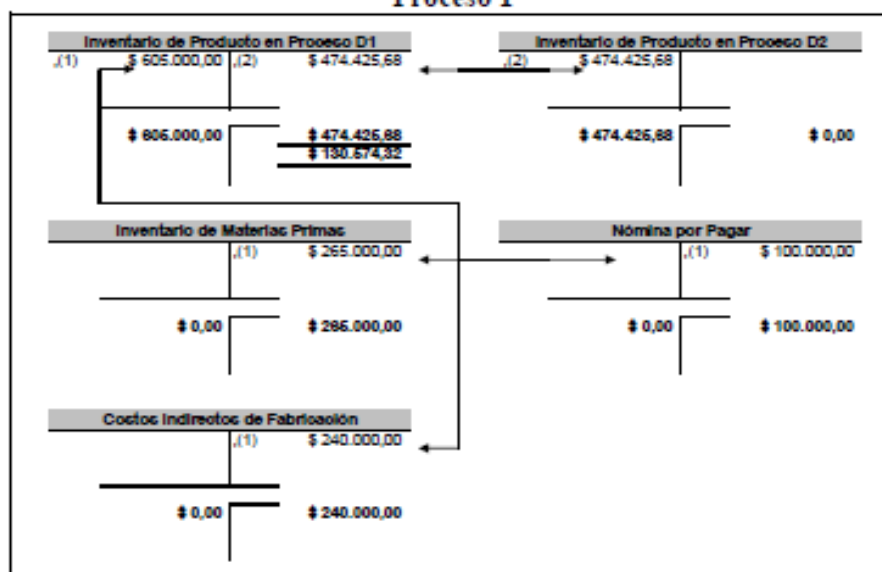 Proceso 1
Inventario de Producto en Proceso D1
Inventario de Producto en Proceso D2
,(1) $ 605.000,00 ,(2) $ 474.425,68
,(2) $ 474.425,68
$ 605.000,00 $ 474.425,68
$ 474.425,68 $ 0,00
$ 130.574,32
Inventario de Materias Primas
Nómina por Pagar
,(1) $ 265.000,00
,(1) $ 100.000,00
$ 0,00 $ 265.000,00
$ 0,00 $ 100.000,00
Costos Indirectos de Fabricación
,(1) $ 240.000,00
$ 0,00 $ 240.000,00